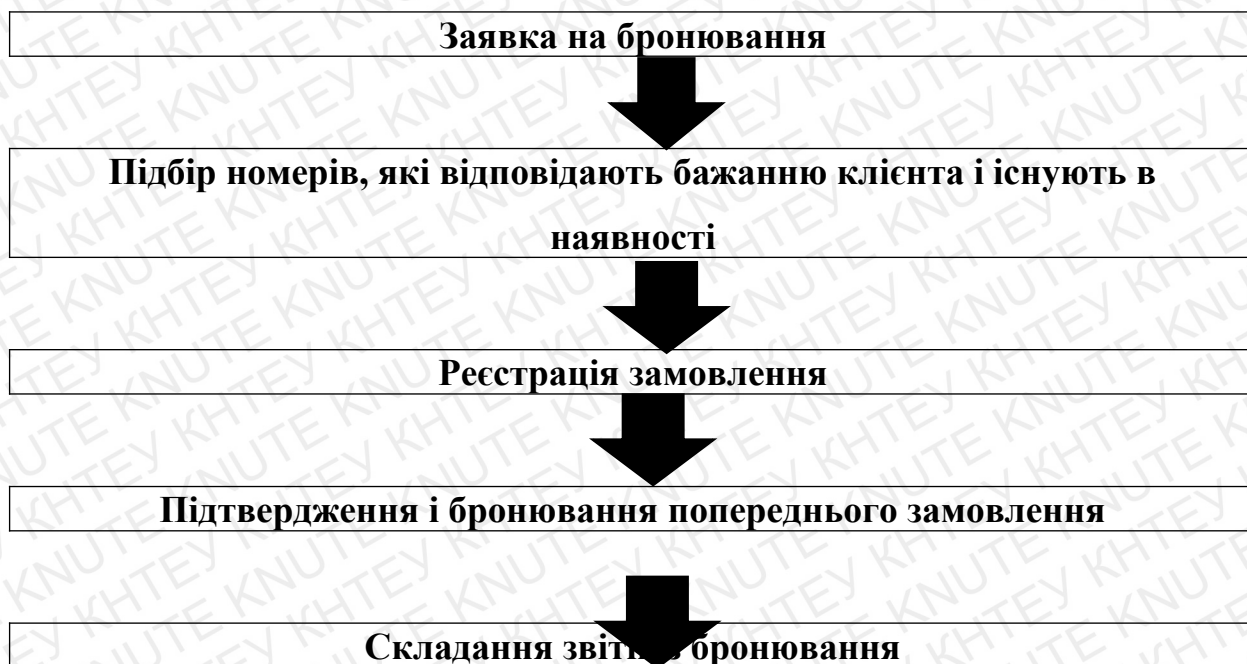 Заявка на бронювання
Підбір номерів, які відповідають бажанню клієнта і існують в
наявності
Реєстрація замовлення
Підтвердження і бронювання попереднього замовлення
Складання бронювання